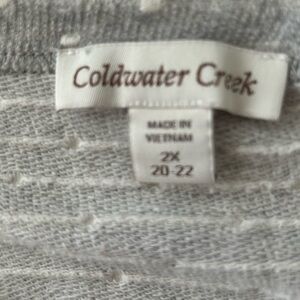 Coldwater Creek
MADE IN
VIETNAM
2X
20-22